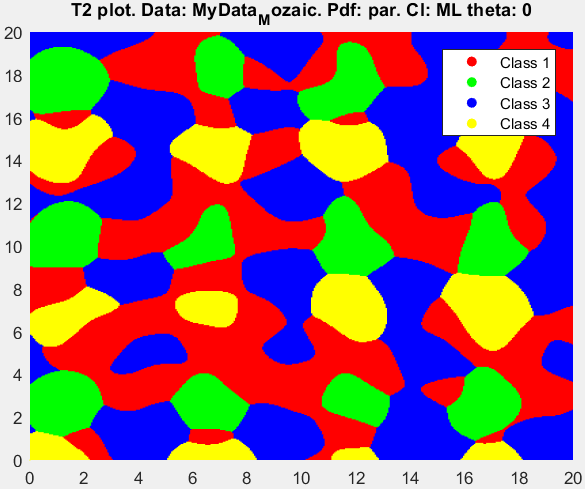 T2 plot. Data: MyData_Mozaic. Pdf: par. Cl: ML theta: 0
20
18
16
14
12
10
8
6
4
2
0
Class 1
Class 2
Class 3
Class 4
0 2 4 6 8 10 12 14 16 18 20